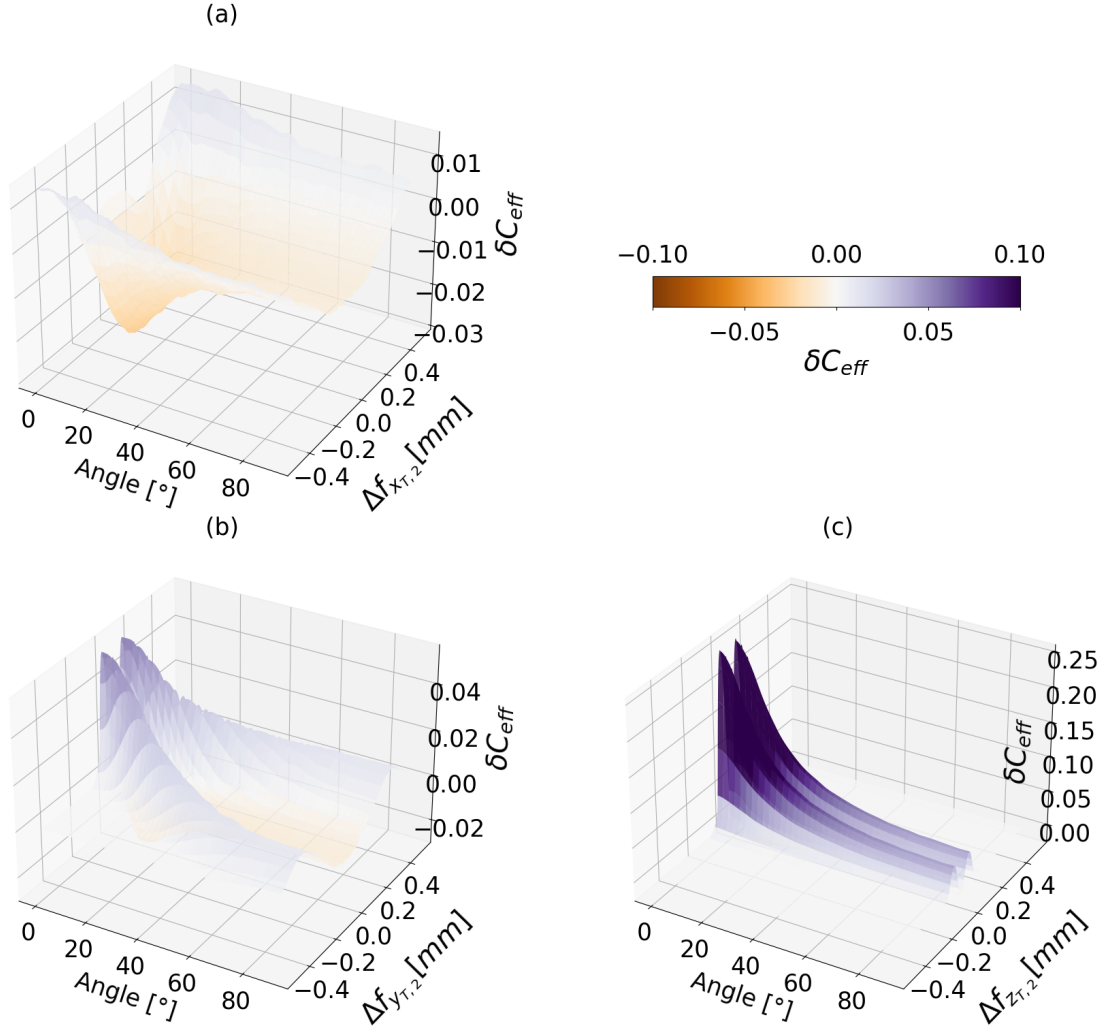 (a)
0.01
0.00
−0.01
−0.02
−0.03
δC_eff
0 20 40 60 80
Angle [°]
−0.4 −0.2 0.0 0.2 0.4
Δf_{x_{T,2}} [mm]
−0.10 0.00 0.10
−0.05 0.05
δC_eff
(b)
0.04
0.02
0.00
−0.02
δC_eff
0 20 40 60 80
Angle [°]
−0.4 −0.2 0.0 0.2 0.4
Δf_{y_{T,2}} [mm]
(c)
0.25
0.20
0.15
0.10
0.05
0.00
δC_eff
0 20 40 60 80
Angle [°]
−0.4 −0.2 0.0 0.2 0.4
Δf_{z_{T,2}} [mm]